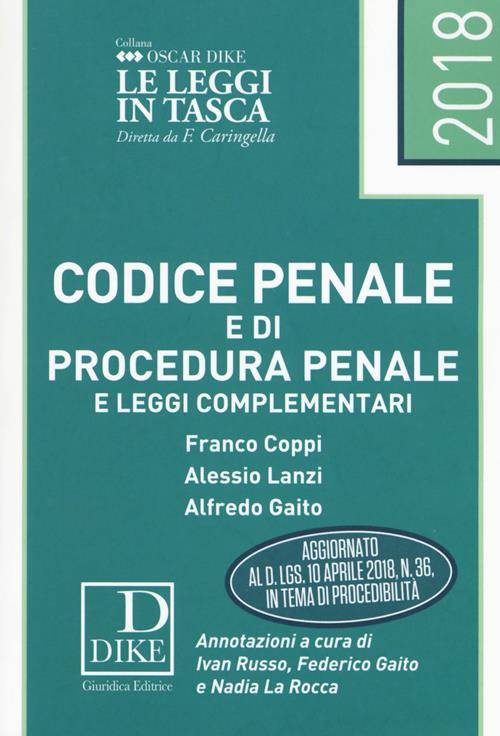 Collana
OSCAR DIKE
LE LEGGI
IN TASCA
Diretta da F. Caringella
2018
CODICE PENALE
E DI
PROCEDURA PENALE
E LEGGI COMPLEMENTARI
Franco Coppi
Alessio Lanzi
Alfredo Gaito
AGGIORNATO
AL D. LGS. 10 APRILE 2018, N. 36,
IN TEMA DI PROCEDIBILITÀ
D
DIKE
Giuridica Editrice
Annotazioni a cura di
Ivan Russo, Federico Gaito
e Nadia La Rocca